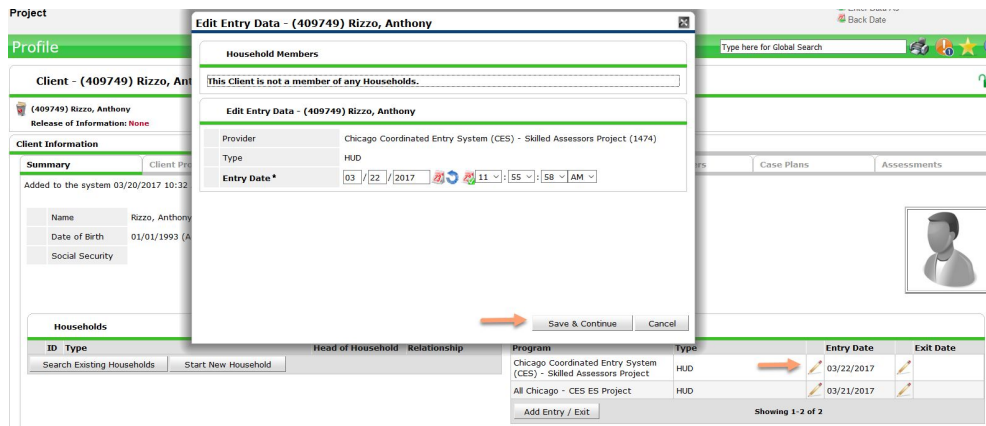 Project
Back Date
Edit Entry Data - (409749) Rizzo, Anthony
Profile
Type here for Global Search
Household Members
Client - (409749) Rizzo, Ant
This Client is not a member of any Households.
(409749) Rizzo, Anthony
Release of Information: None
Edit Entry Data - (409749) Rizzo, Anthony
Client Information
Provider Chicago Coordinated Entry System (CES) - Skilled Assessors Project (1474)
Type HUD
Summary Client Pro rs Case Plans Assessments
Entry Date * 03 / 22 / 2017 11 : 55 : 58 AM
Added to the system 03/20/2017 10:32
Name Rizzo, Anthony
Date of Birth 01/01/1993 (A
Social Security
Save & Continue Cancel
Households
ID Type Head of Household Relationship
Program Type Entry Date Exit Date
Search Existing Households Start New Household
Chicago Coordinated Entry System
(CES) - Skilled Assessors Project HUD 03/22/2017
All Chicago - CES ES Project HUD 03/21/2017
Add Entry / Exit Showing 1-2 of 2